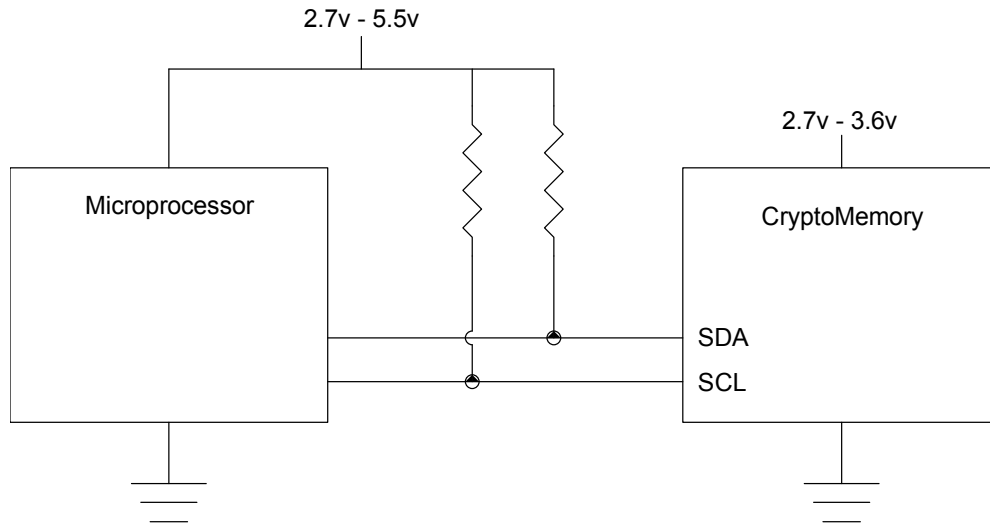 2.7v - 5.5v
2.7v - 3.6v
Microprocessor
CryptoMemory
SDA
SCL